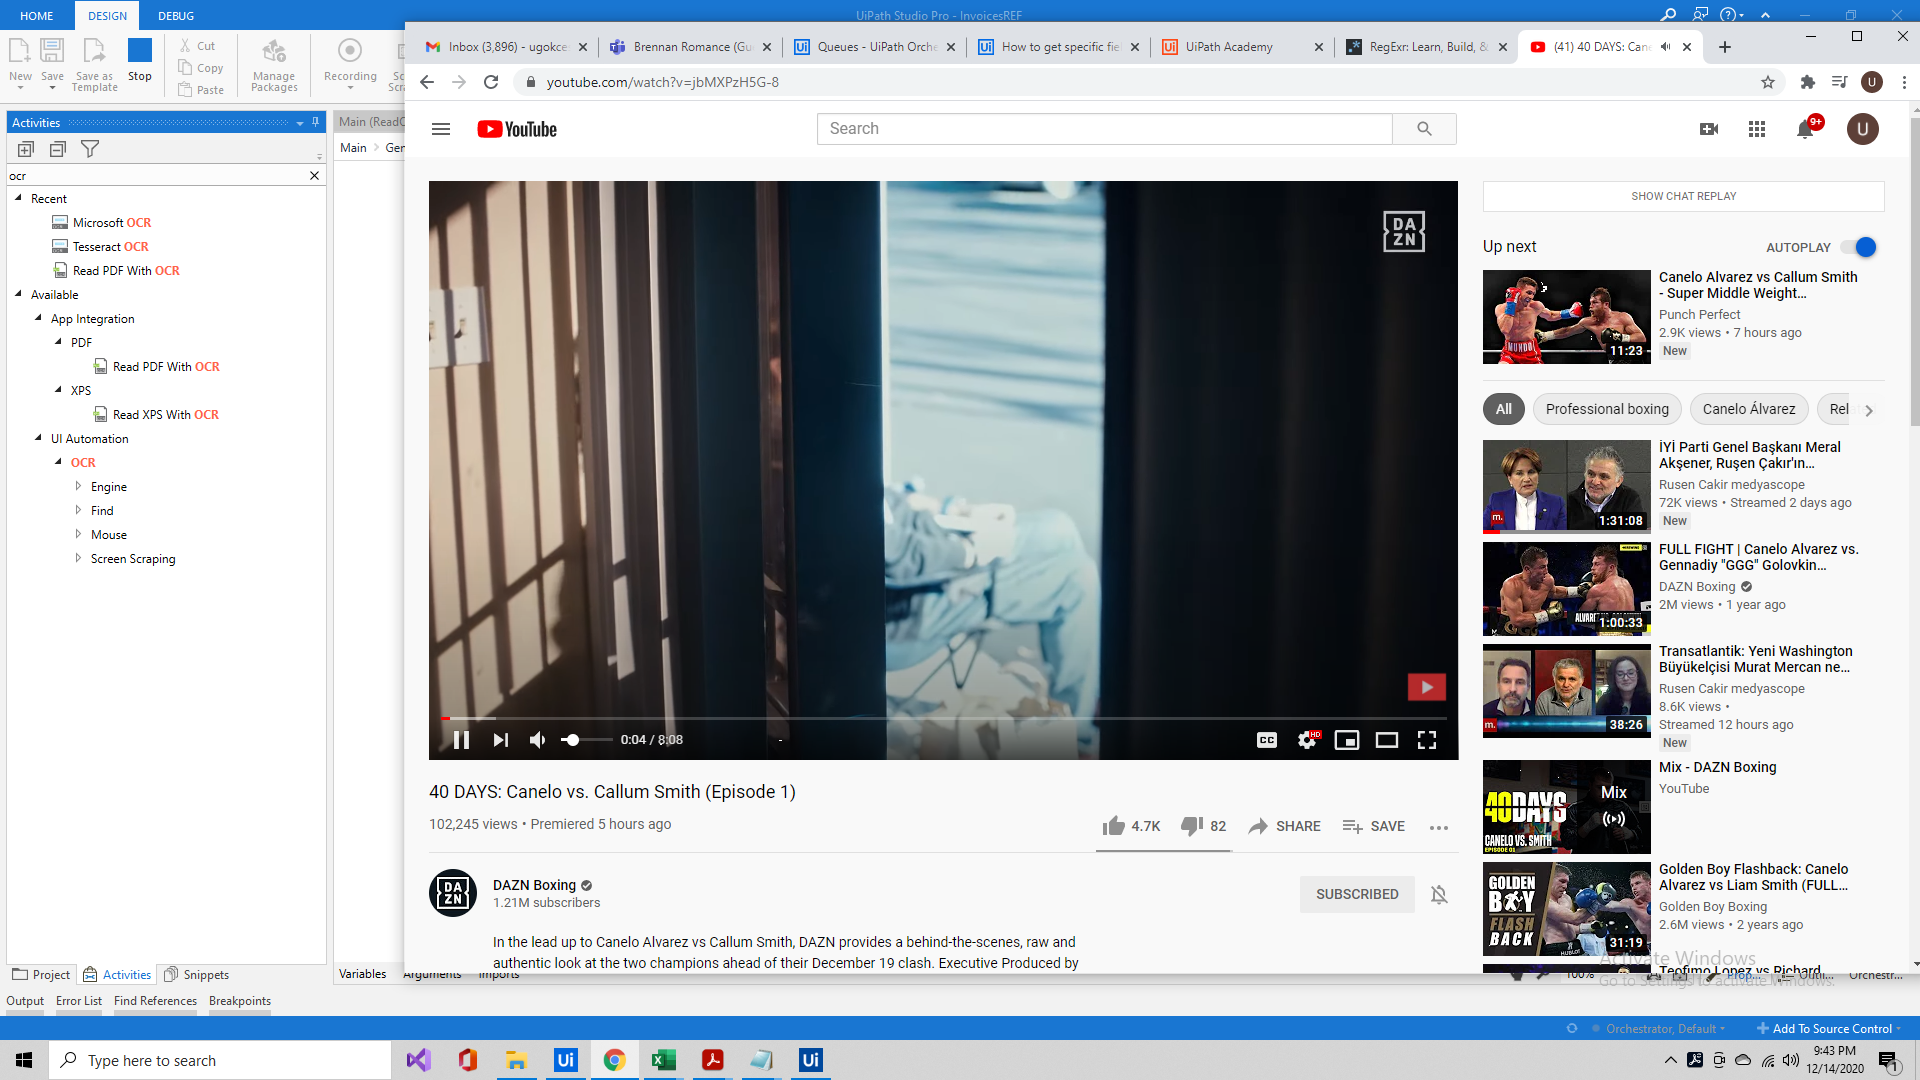 HOME
DESIGN
DEBUG
UiPath Studio Pro - InvoicesREF
New
Save
Save as
Template
Stop
Cut
Copy
Paste
Manage
Packages
Recording
Activities
ocr
Recent
Microsoft OCR
Tesseract OCR
Read PDF With OCR
Available
App Integration
PDF
Read PDF With OCR
XPS
Read XPS With OCR
UI Automation
OCR
Engine
Find
Mouse
Screen Scraping
Project
Activities
Snippets
Output
Error List
Find References
Breakpoints
Main
Variables
Arguments
Imports
Inbox (3,896) - ugokce
Brennan Romance (Gu
Queues - UiPath Orche
How to get specific fie
UiPath Academy
RegExr: Learn, Build, &
(41) 40 DAYS: Can
youtube.com/watch?v=jbMXPzH5G-8
U
YouTube
Search
9+
U
DA
ZN
0:04 / 8:08
CC
HD
40 DAYS: Canelo vs. Callum Smith (Episode 1)
102,245 views • Premiered 5 hours ago
4.7K
82
SHARE
SAVE
DA
ZN
DAZN Boxing
1.21M subscribers
SUBSCRIBED
In the lead up to Canelo Alvarez vs Callum Smith, DAZN provides a behind-the-scenes, raw and
authentic look at the two champions ahead of their December 19 clash. Executive Produced by
SHOW CHAT REPLAY
Up next
AUTOPLAY
MUNDO
11:23
Canelo Alvarez vs Callum Smith
- Super Middle Weight...
Punch Perfect
2.9K views • 7 hours ago
New
All
Professional boxing
Canelo Álvarez
Rel
m.
1:31:08
İYİ Parti Genel Başkanı Meral
Akşener, Ruşen Çakır'ın...
Rusen Cakir medyascope
72K views • Streamed 2 days ago
New
1:00:33
FULL FIGHT | Canelo Alvarez vs.
Gennadiy "GGG" Golovkin...
DAZN Boxing
2M views • 1 year ago
m.
38:26
Transatlantik: Yeni Washington
Büyükelçisi Murat Mercan ne...
Rusen Cakir medyascope
8.6K views •
Streamed 12 hours ago
New
40DAYS
CANELO VS. SMITH
EPISODE 01
Mix
Mix - DAZN Boxing
YouTube
GOLDEN
BOY
FLASH
BACK
31:19
Golden Boy Flashback: Canelo
Alvarez vs Liam Smith (FULL...
Golden Boy Boxing
2.6M views • 2 years ago
Teofimo Lopez vs Richard
Activate Windows
Go to Settings to activate Windows.
100%
Orchestr...
Orchestrator, Default
Add To Source Control
Type here to search
Ui
Ui
9:43 PM
12/14/2020
1